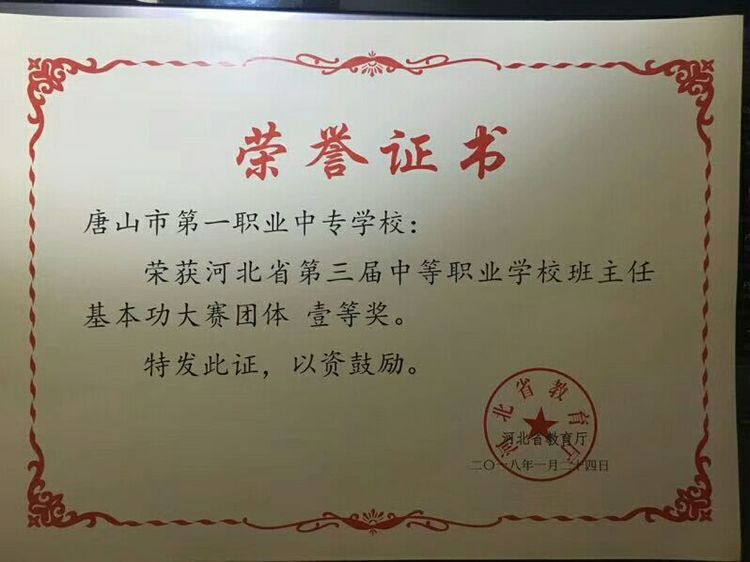 荣誉证书
唐山市第一职业中专学校：
荣获河北省第三届中等职业学校班主任
基本功大赛团体 壹等奖。
特发此证，以资鼓励。
河北省教育厅
河北省教育厅
二〇一八年一月二十四日